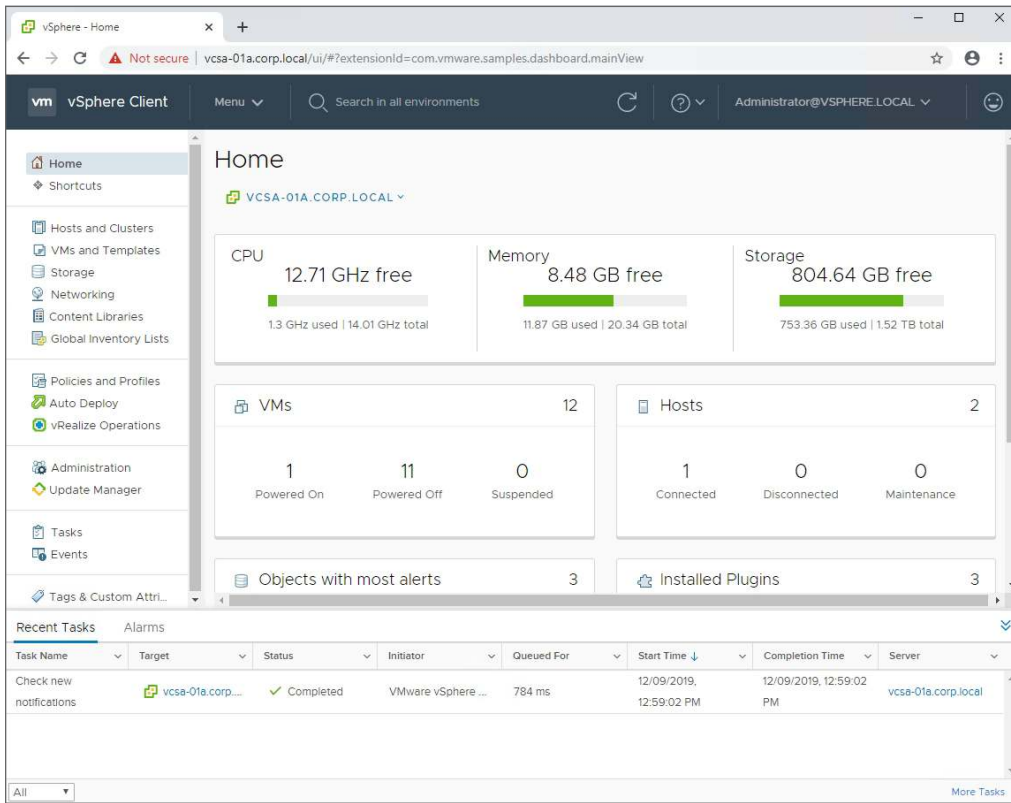 vSphere - Home
Not secure | vcsa-01a.corp.local/ui/#?extensionId=com.vmware.samples.dashboard.mainView
vm vSphere Client Menu Search in all environments Administrator@VSPHERE.LOCAL
Home
Shortcuts
Hosts and Clusters
VMs and Templates
Storage
Networking
Content Libraries
Global Inventory Lists
Policies and Profiles
Auto Deploy
vRealize Operations
Administration
Update Manager
Tasks
Events
Tags & Custom Attri...
Home
VCSA-01A.CORP.LOCAL
CPU
12.71 GHz free
1.3 GHz used | 14.01 GHz total
Memory
8.48 GB free
11.87 GB used | 20.34 GB total
Storage
804.64 GB free
753.36 GB used | 1.52 TB total
VMs 12
1 11 0
Powered On Powered Off Suspended
Hosts 2
1 0 0
Connected Disconnected Maintenance
Objects with most alerts 3
Installed Plugins 3
Recent Tasks Alarms
Task Name Target Status Initiator Queued For Start Time Completion Time Server
Check new notifications vcsa-01a.corp.... Completed VMware vSphere ... 784 ms 12/09/2019, 12:59:02 PM 12/09/2019, 12:59:02 PM vcsa-01a.corp.local
All More Tasks